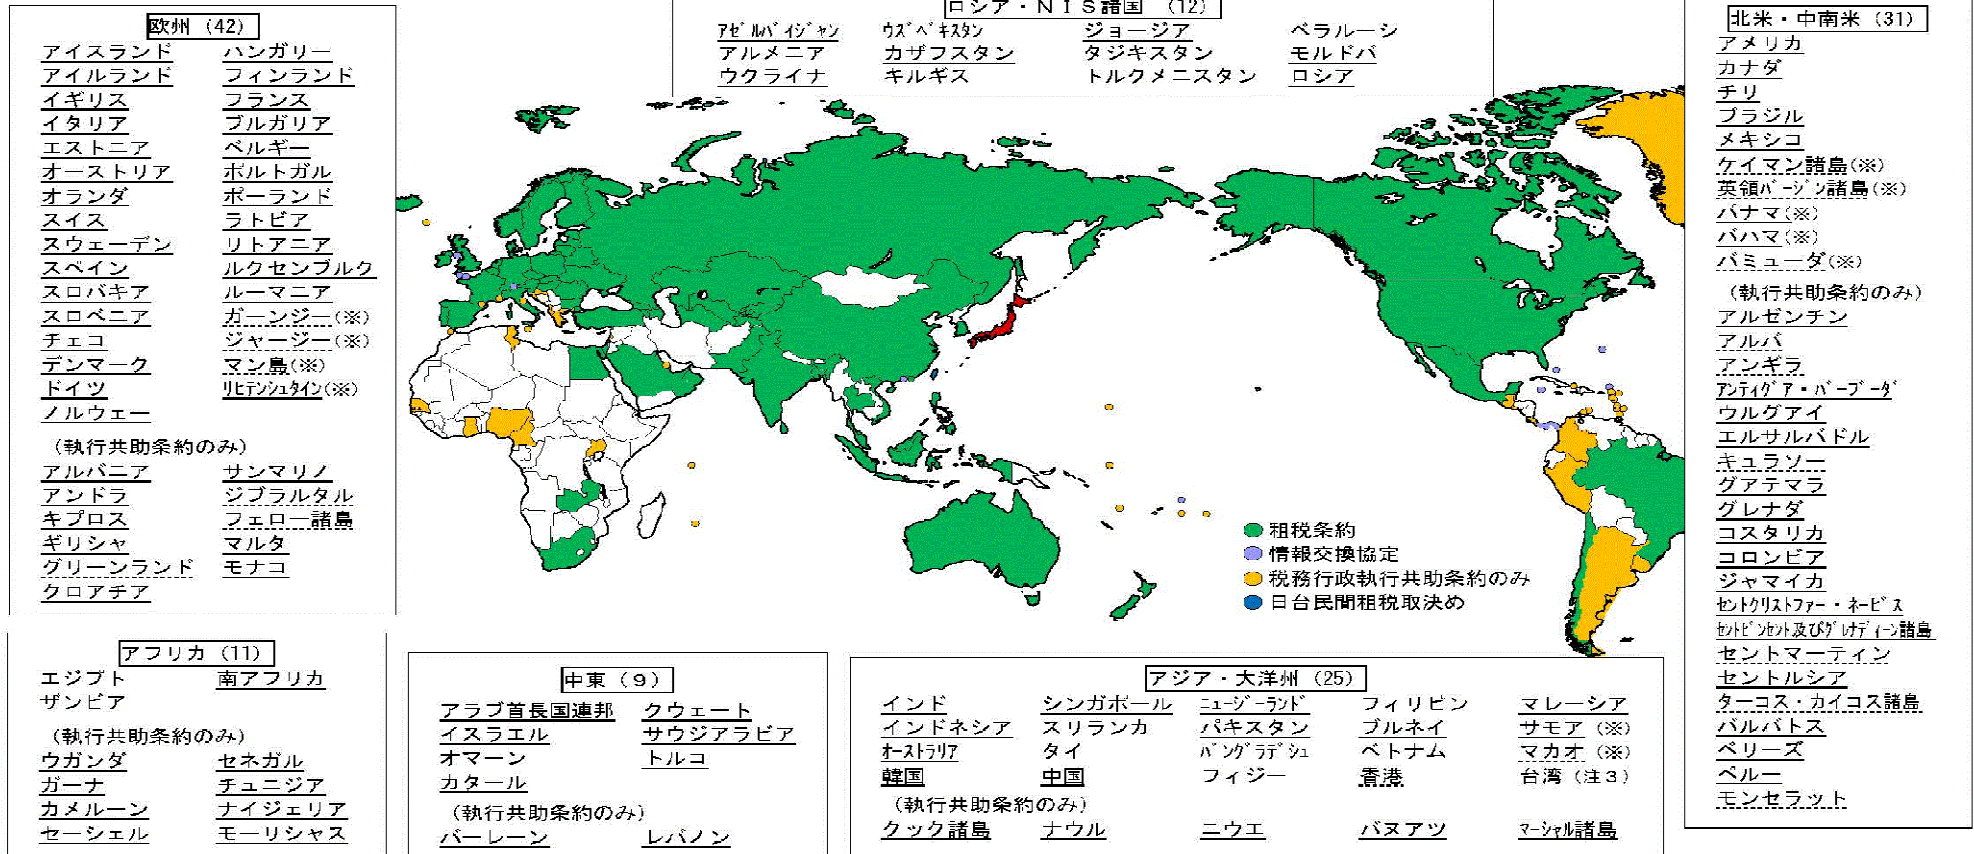 欧州（42）
アイスランド ハンガリー
アイルランド フィンランド
イギリス フランス
イタリア ブルガリア
エストニア ベルギー
オーストリア ポルトガル
オランダ ポーランド
スイス ラトビア
スウェーデン リトアニア
スペイン ルクセンブルク
スロバキア ルーマニア
スロベニア ガーンジー(※)
チェコ ジャージー(※)
デンマーク マン島(※)
ドイツ リヒテンシュタイン(※)
ノルウェー
（執行共助条約のみ）
アルバニア サンマリノ
アンドラ ジブラルタル
キプロス フェロー諸島
ギリシャ マルタ
グリーンランド モナコ
クロアチア
ロシア・ＮＩＳ諸国（12）
アゼルバイジャン ウズベキスタン ジョージア ベラルーシ
アルメニア カザフスタン タジキスタン モルドバ
ウクライナ キルギス トルクメニスタン ロシア
北米・中南米（31）
アメリカ
カナダ
チリ
ブラジル
メキシコ
ケイマン諸島(※)
英領バージン諸島(※)
パナマ(※)
バハマ(※)
バミューダ(※)
（執行共助条約のみ）
アルゼンチン
アルバ
アンギラ
アンティグア・バーブーダ
ウルグアイ
エルサルバドル
キュラソー
グアテマラ
グレナダ
コスタリカ
コロンビア
ジャマイカ
セントクリストファー・ネービス
セントビンセント及びグレナディーン諸島
セントマーティン
セントルシア
タークス・カイコス諸島
バルバドス
ベリーズ
ペルー
モンセラット
租税条約
情報交換協定
税務行政執行共助条約のみ
日台民間租税取決め
アフリカ（11）
エジプト 南アフリカ
ザンビア
（執行共助条約のみ）
ウガンダ セネガル
ガーナ チュニジア
カメルーン ナイジェリア
セーシェル モーリシャス
中東（９）
アラブ首長国連邦 クウェート
イスラエル サウジアラビア
オマーン トルコ
カタール
（執行共助条約のみ）
バーレーン レバノン
アジア・大洋州（25）
インド シンガポール ニュージーランド フィリピン マレーシア
インドネシア スリランカ パキスタン ブルネイ サモア（※）
オーストラリア タイ バングラデシュ ベトナム マカオ（※）
韓国 中国 フィジー 香港 台湾（注３）
（執行共助条約のみ）
クック諸島 ナウル ニウエ バヌアツ マーシャル諸島